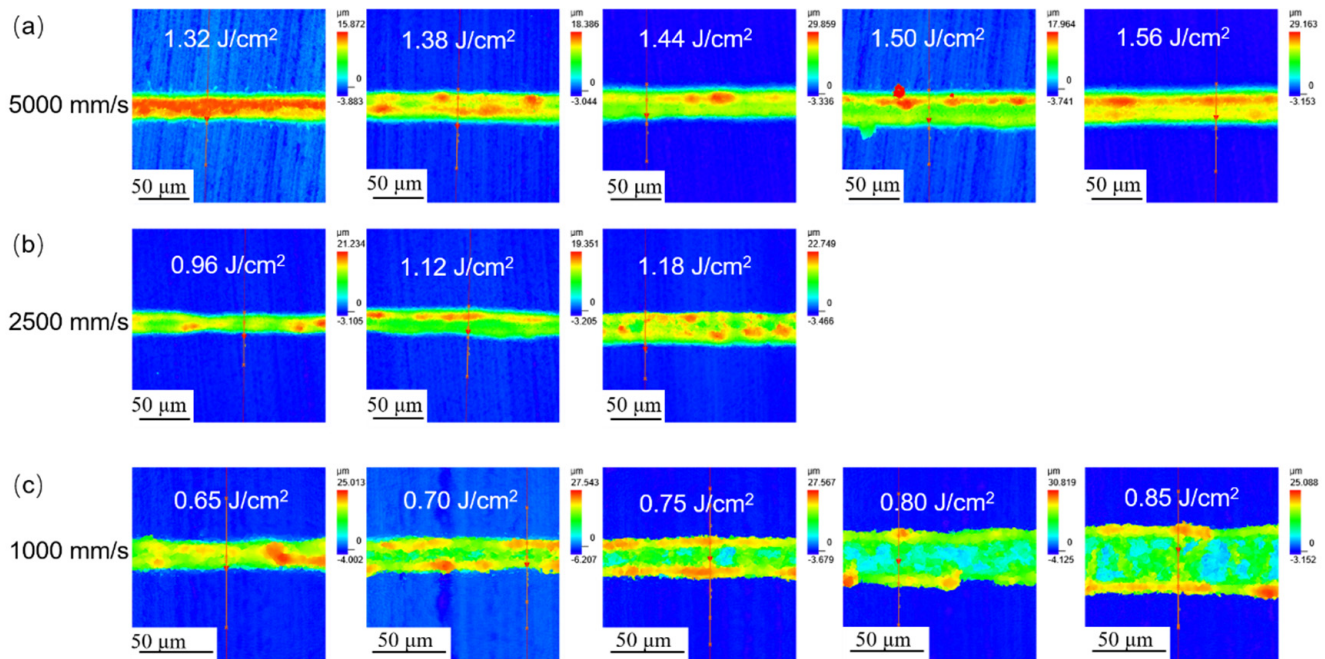 (a)
5000 mm/s
1.32 J/cm²
µm
15.872
0
-3.883
50 µm
1.38 J/cm²
µm
18.386
0
-3.044
50 µm
1.44 J/cm²
µm
29.859
0
-3.336
50 µm
1.50 J/cm²
µm
17.964
0
-3.741
50 µm
1.56 J/cm²
µm
29.163
0
-3.153
50 µm
(b)
2500 mm/s
0.96 J/cm²
µm
21.234
0
-3.105
50 µm
1.12 J/cm²
µm
19.351
0
-3.205
50 µm
1.18 J/cm²
µm
22.749
0
-3.466
50 µm
(c)
1000 mm/s
0.65 J/cm²
µm
25.013
0
-4.002
50 µm
0.70 J/cm²
µm
27.543
0
-6.207
50 µm
0.75 J/cm²
µm
27.567
0
-3.679
50 µm
0.80 J/cm²
µm
30.819
0
-4.125
50 µm
0.85 J/cm²
µm
25.088
0
-3.152
50 µm